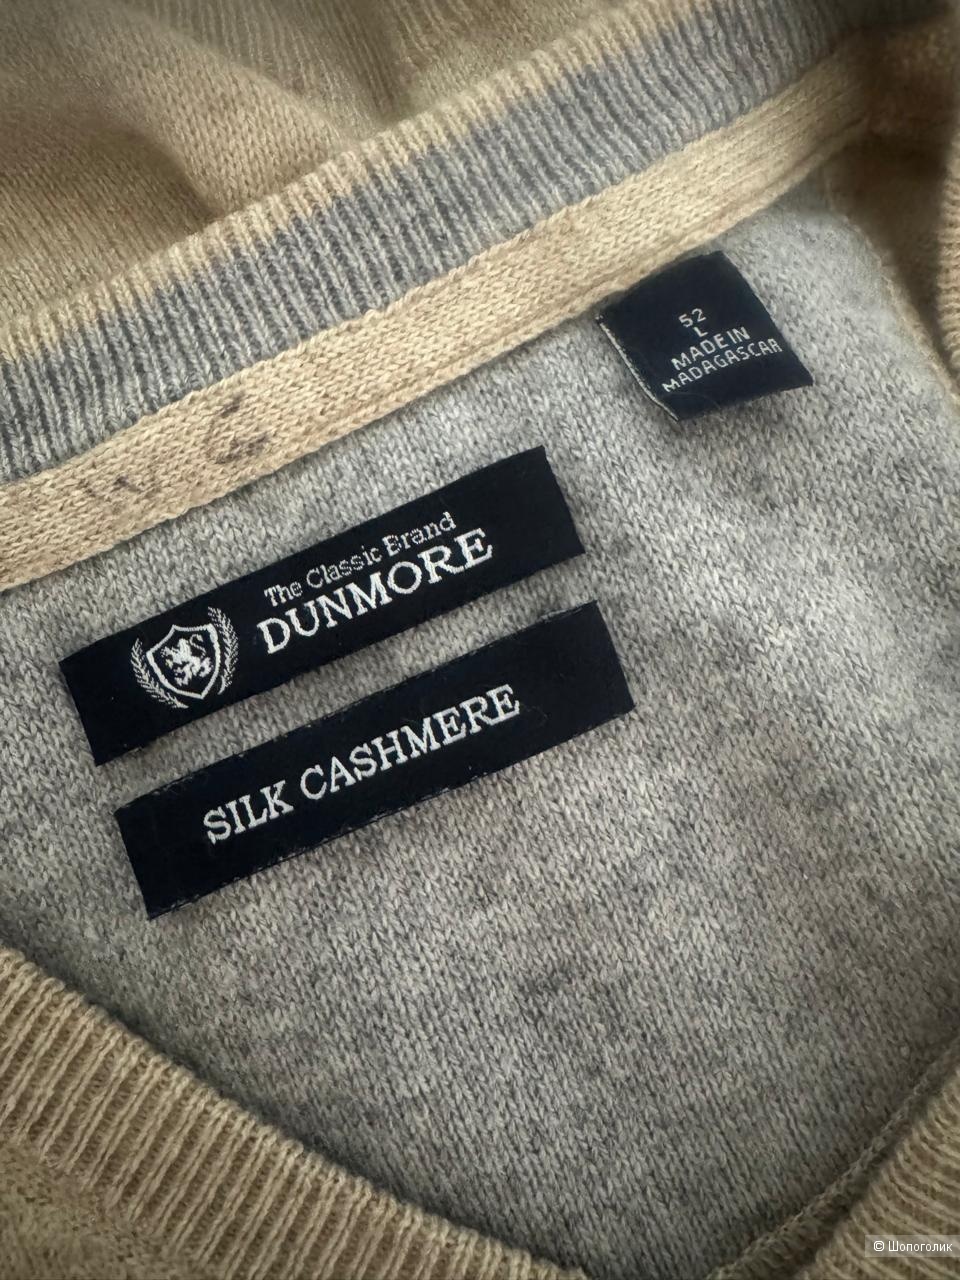 52
L
MADE IN
MADAGASCAR
The Classic Brand
DUNMORE
SILK CASHMERE
© Шопоголик